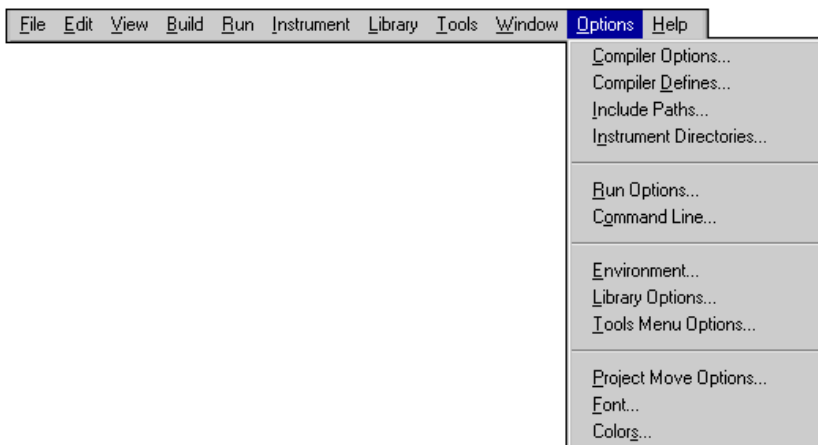 File Edit View Build Run Instrument Library Tools Window Options Help
Compiler Options...
Compiler Defines...
Include Paths...
Instrument Directories...
Run Options...
Command Line...
Environment...
Library Options...
Tools Menu Options...
Project Move Options...
Font...
Colors...